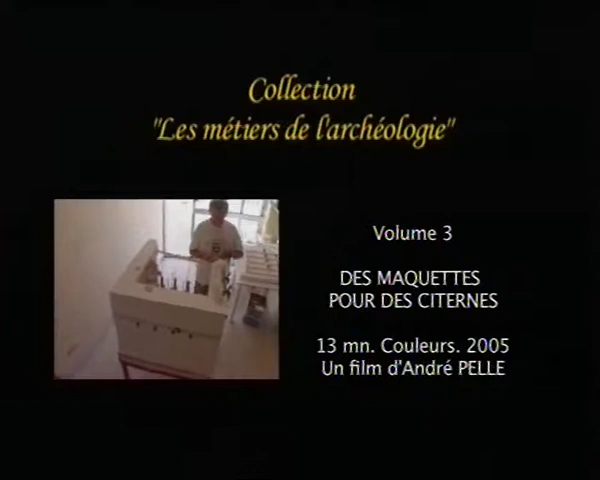 Collection
"Les métiers de l'archéologie"
Volume 3
DES MAQUETTES
POUR DES CITERNES
13 mn. Couleurs. 2005
Un film d'André PELLE